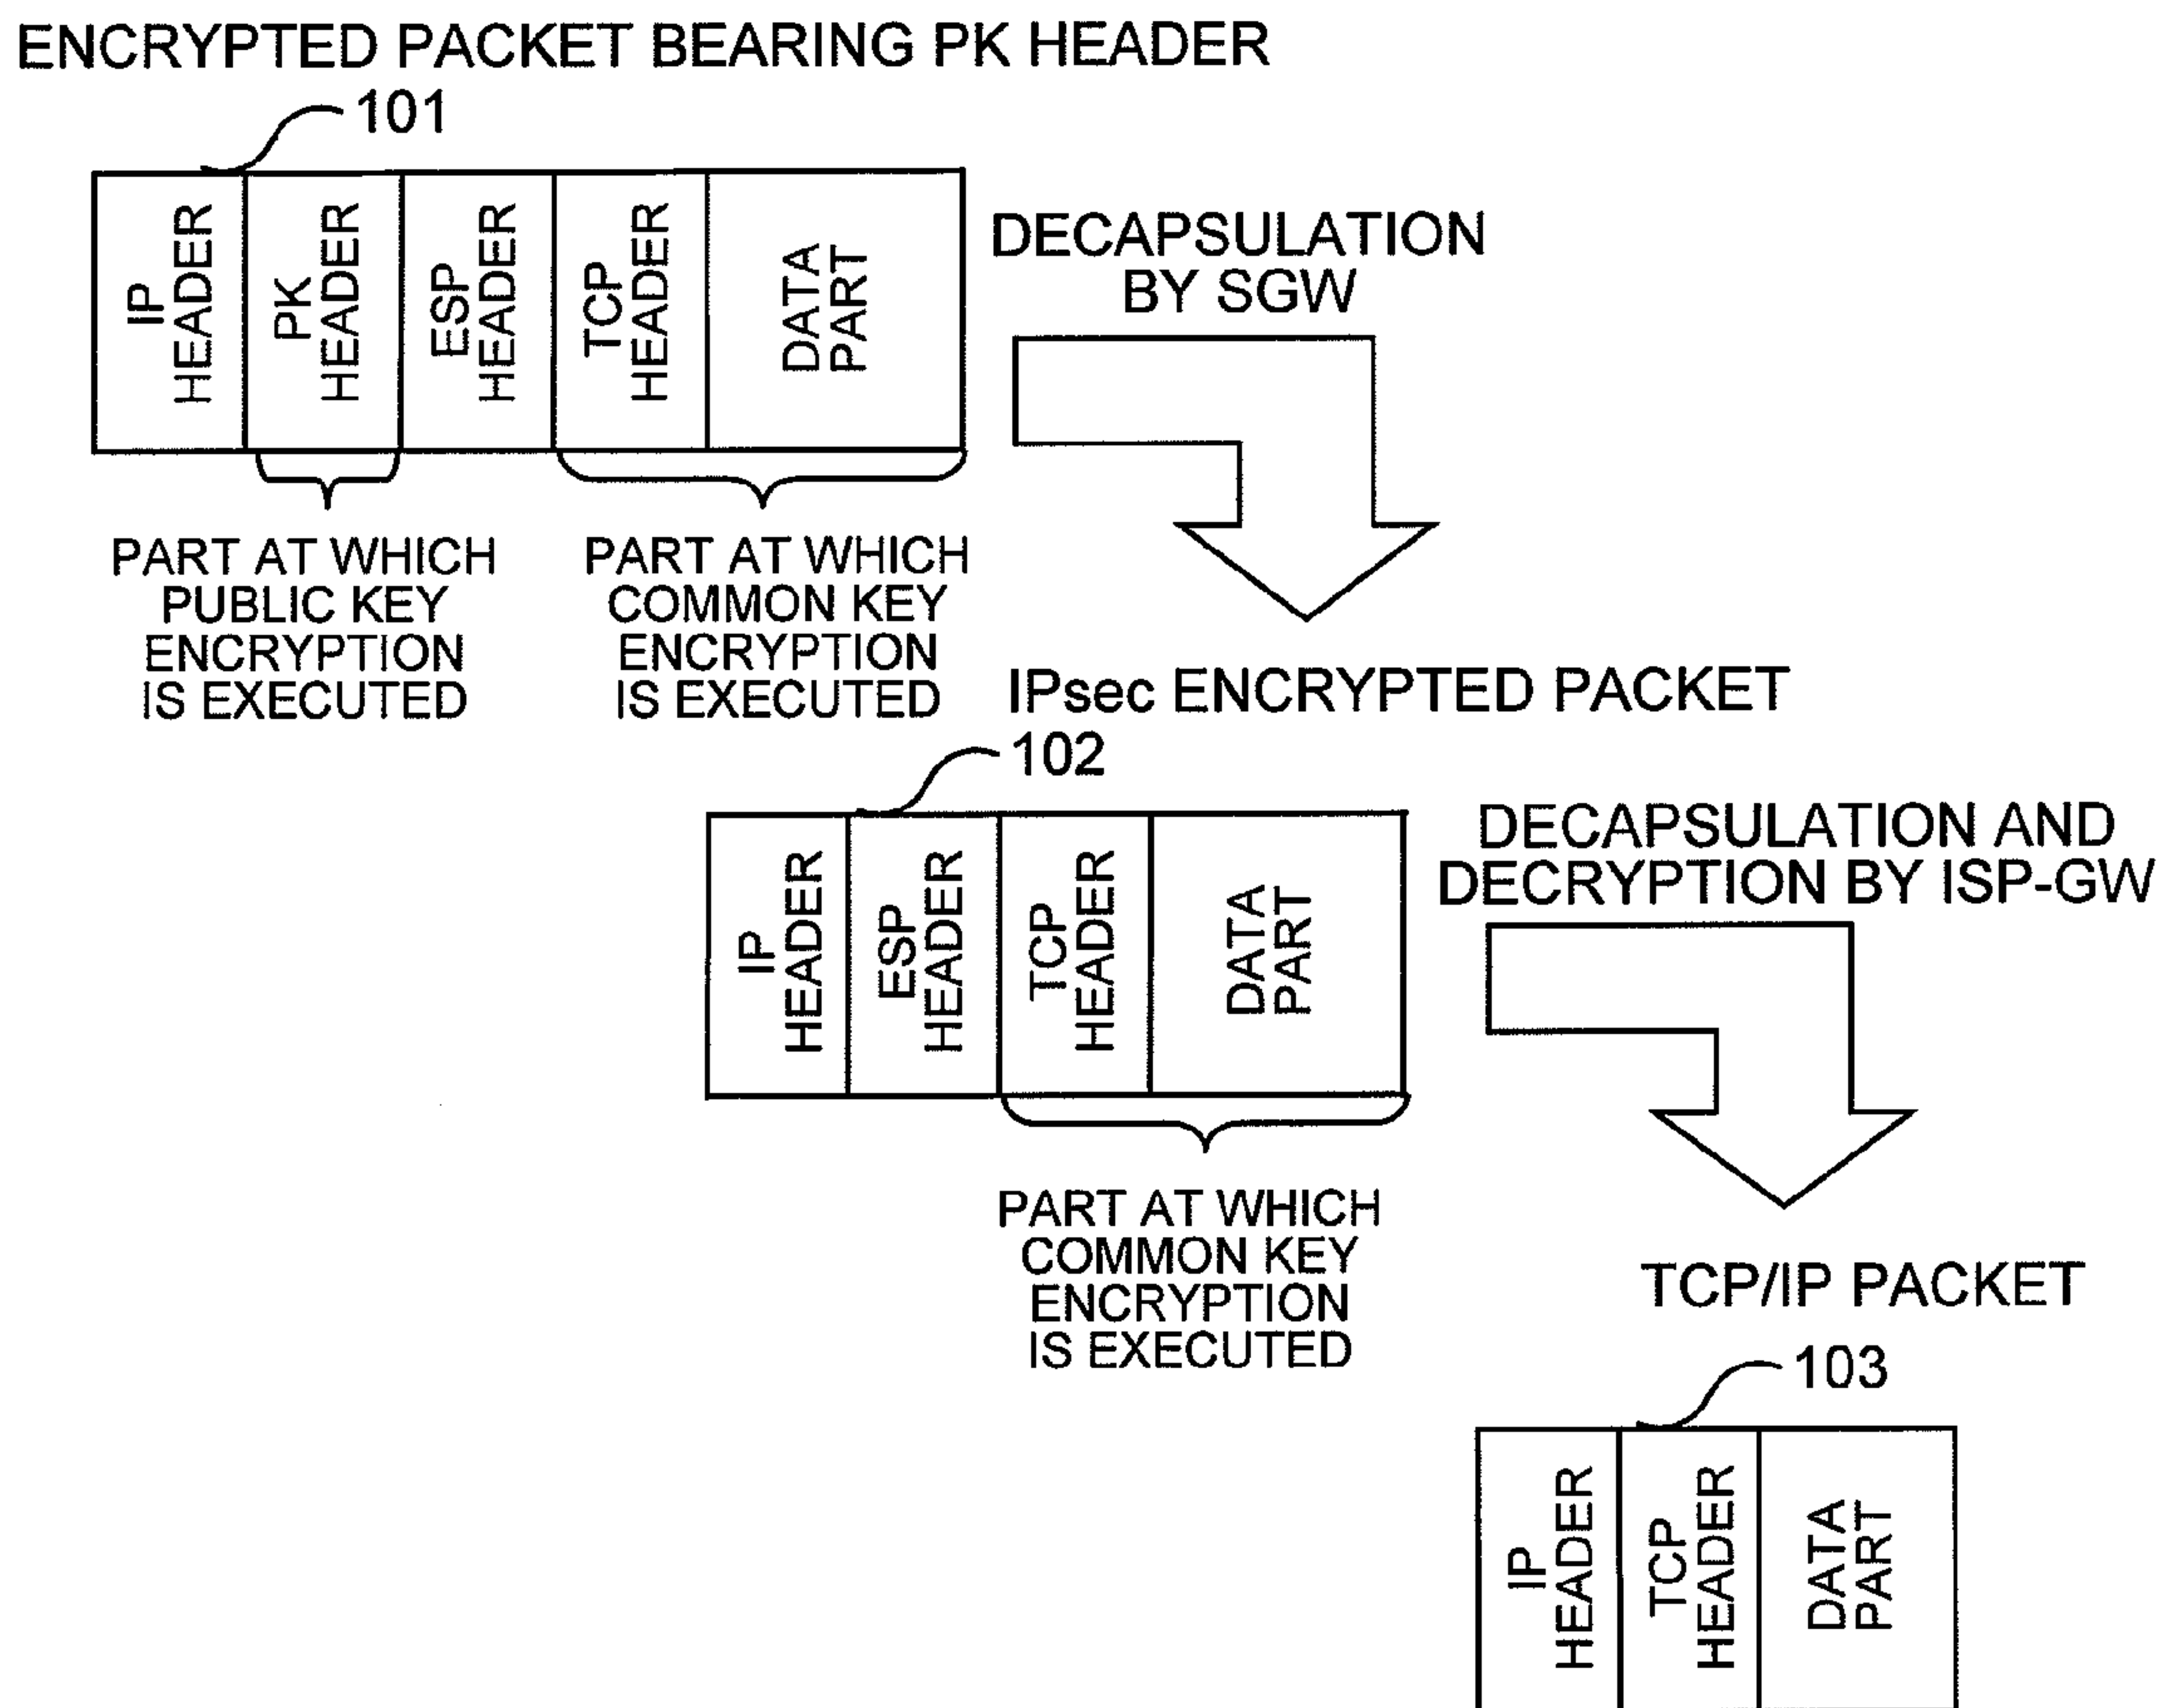 ENCRYPTED PACKET BEARING PK HEADER
101
IP
HEADER
PK
HEADER
ESP
HEADER
TCP
HEADER
DATA
PART
DECAPSULATION
BY SGW
PART AT WHICH
PUBLIC KEY
ENCRYPTION
IS EXECUTED
PART AT WHICH
COMMON KEY
ENCRYPTION
IS EXECUTED
IPsec ENCRYPTED PACKET
102
IP
HEADER
ESP
HEADER
TCP
HEADER
DATA
PART
DECAPSULATION AND
DECRYPTION BY ISP-GW
PART AT WHICH
COMMON KEY
ENCRYPTION
IS EXECUTED
TCP/IP PACKET
103
IP
HEADER
TCP
HEADER
DATA
PART